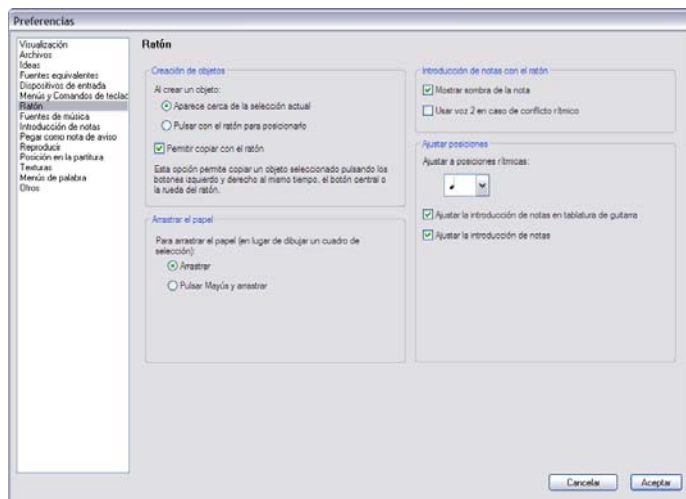 Preferencias
Visualización
Archivos
Ideas
Fuentes equivalentes
Dispositivos de entrada
Menús y Comandos de teclac
Ratón
Fuentes de música
Introducción de notas
Pegar como nota de aviso
Reproducir
Posición en la partitura
Texturas
Menús de palabra
Otros
Ratón
Creación de objetos
Al crear un objeto:
Aparece cerca de la selección actual
Pulsar con el ratón para posicionarlo
Permitir copiar con el ratón
Esta opción permite copiar un objeto seleccionado pulsando los
botones izquierdo y derecho al mismo tiempo, el botón central o
la rueda del ratón.
Arrastrar el papel
Para arrastrar el papel (en lugar de dibujar un cuadro de
selección):
Arrastrar
Pulsar Mayús y arrastrar
Introducción de notas con el ratón
Mostrar sombra de la nota
Usar voz 2 en caso de conflicto rítmico
Ajustar posiciones
Ajustar a posiciones rítmicas:
Ajustar la introducción de notas en tablatura de guitarra
Ajustar la introducción de notas
Cancelar
Aceptar